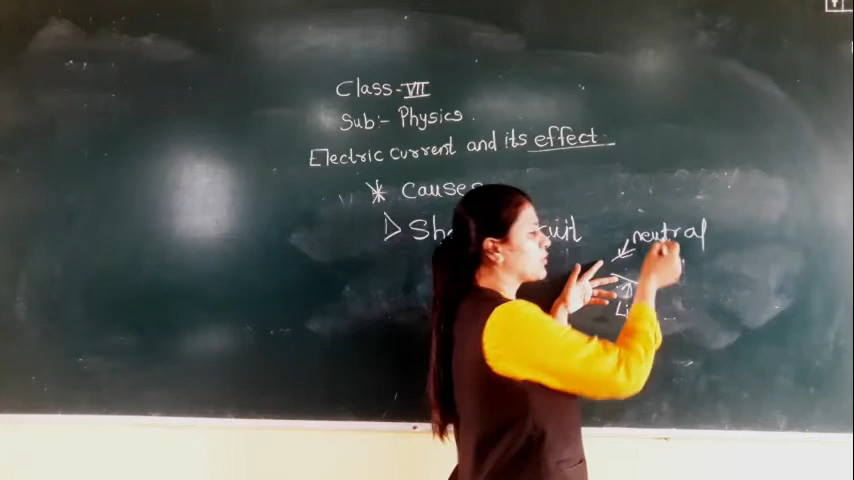 Class-VII
Sub:- Physics.
Electric current and its effect.
* Causes
neutral